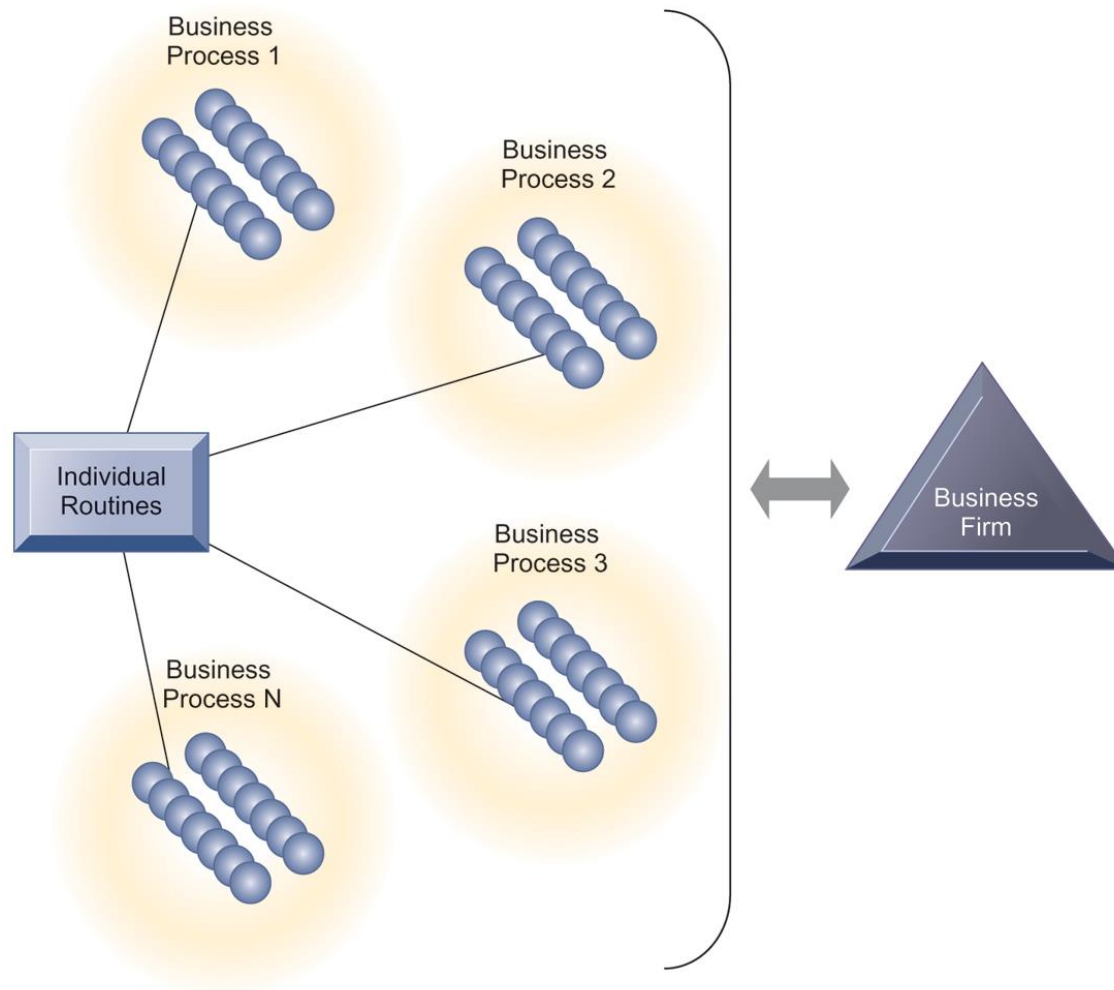 Business
Process 1
Business
Process 2
Individual
Routines
Business
Firm
Business
Process 3
Business
Process N